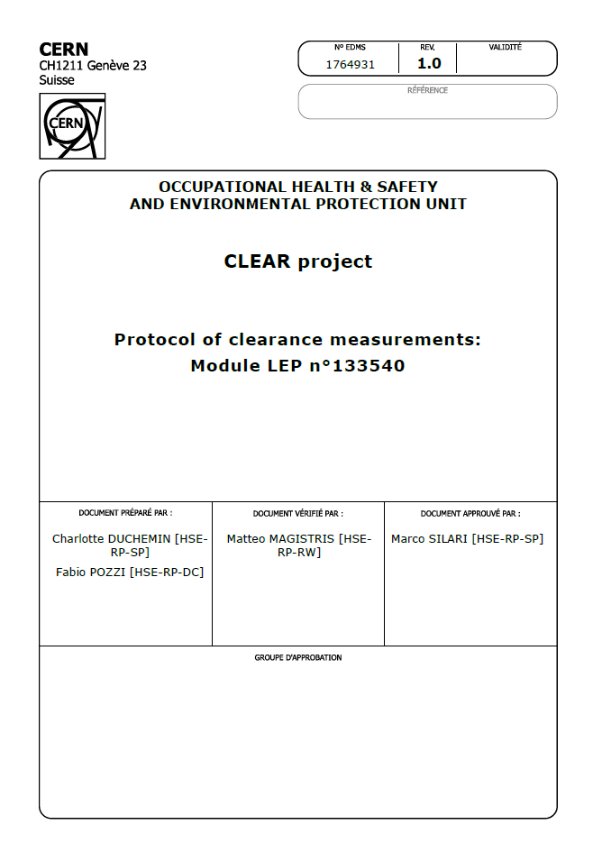 CERN
CH1211 Genève 23
Suisse
CERN
Nº EDMS
1764931
REV.
1.0
VALIDITÉ
RÉFÉRENCE
OCCUPATIONAL HEALTH & SAFETY
AND ENVIRONMENTAL PROTECTION UNIT
CLEAR project
Protocol of clearance measurements:
Module LEP n°133540
DOCUMENT PRÉPARÉ PAR :
Charlotte DUCHEMIN [HSE-
RP-SP]
Fabio POZZI [HSE-RP-DC]
DOCUMENT VÉRIFIÉ PAR :
Matteo MAGISTRIS [HSE-
RP-RW]
DOCUMENT APPROUVÉ PAR :
Marco SILARI [HSE-RP-SP]
GROUPE D'APPROBATION